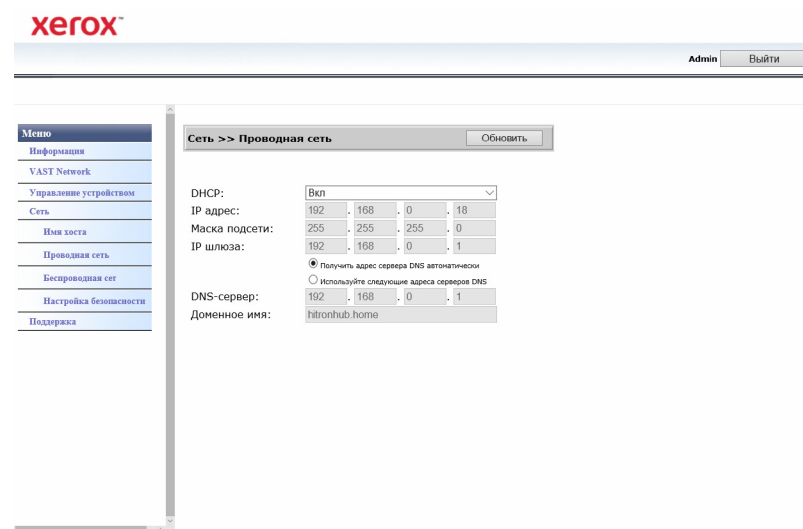 xerox™
Admin Выйти
Меню
Информация
VAST Network
Управление устройством
Сеть
Имя хоста
Проводная сеть
Беспроводная сег
Настройка безопасности
Поддержка
Сеть >> Проводная сеть Обновить
DHCP: Вкл
IP адрес: 192 . 168 . 0 . 18
Маска подсети: 255 . 255 . 255 . 0
IP шлюза: 192 . 168 . 0 . 1
Получить адрес сервера DNS автоматически
Используйте следующие адреса серверов DNS
DNS-сервер: 192 . 168 . 0 . 1
Доменное имя: hitronhub.home